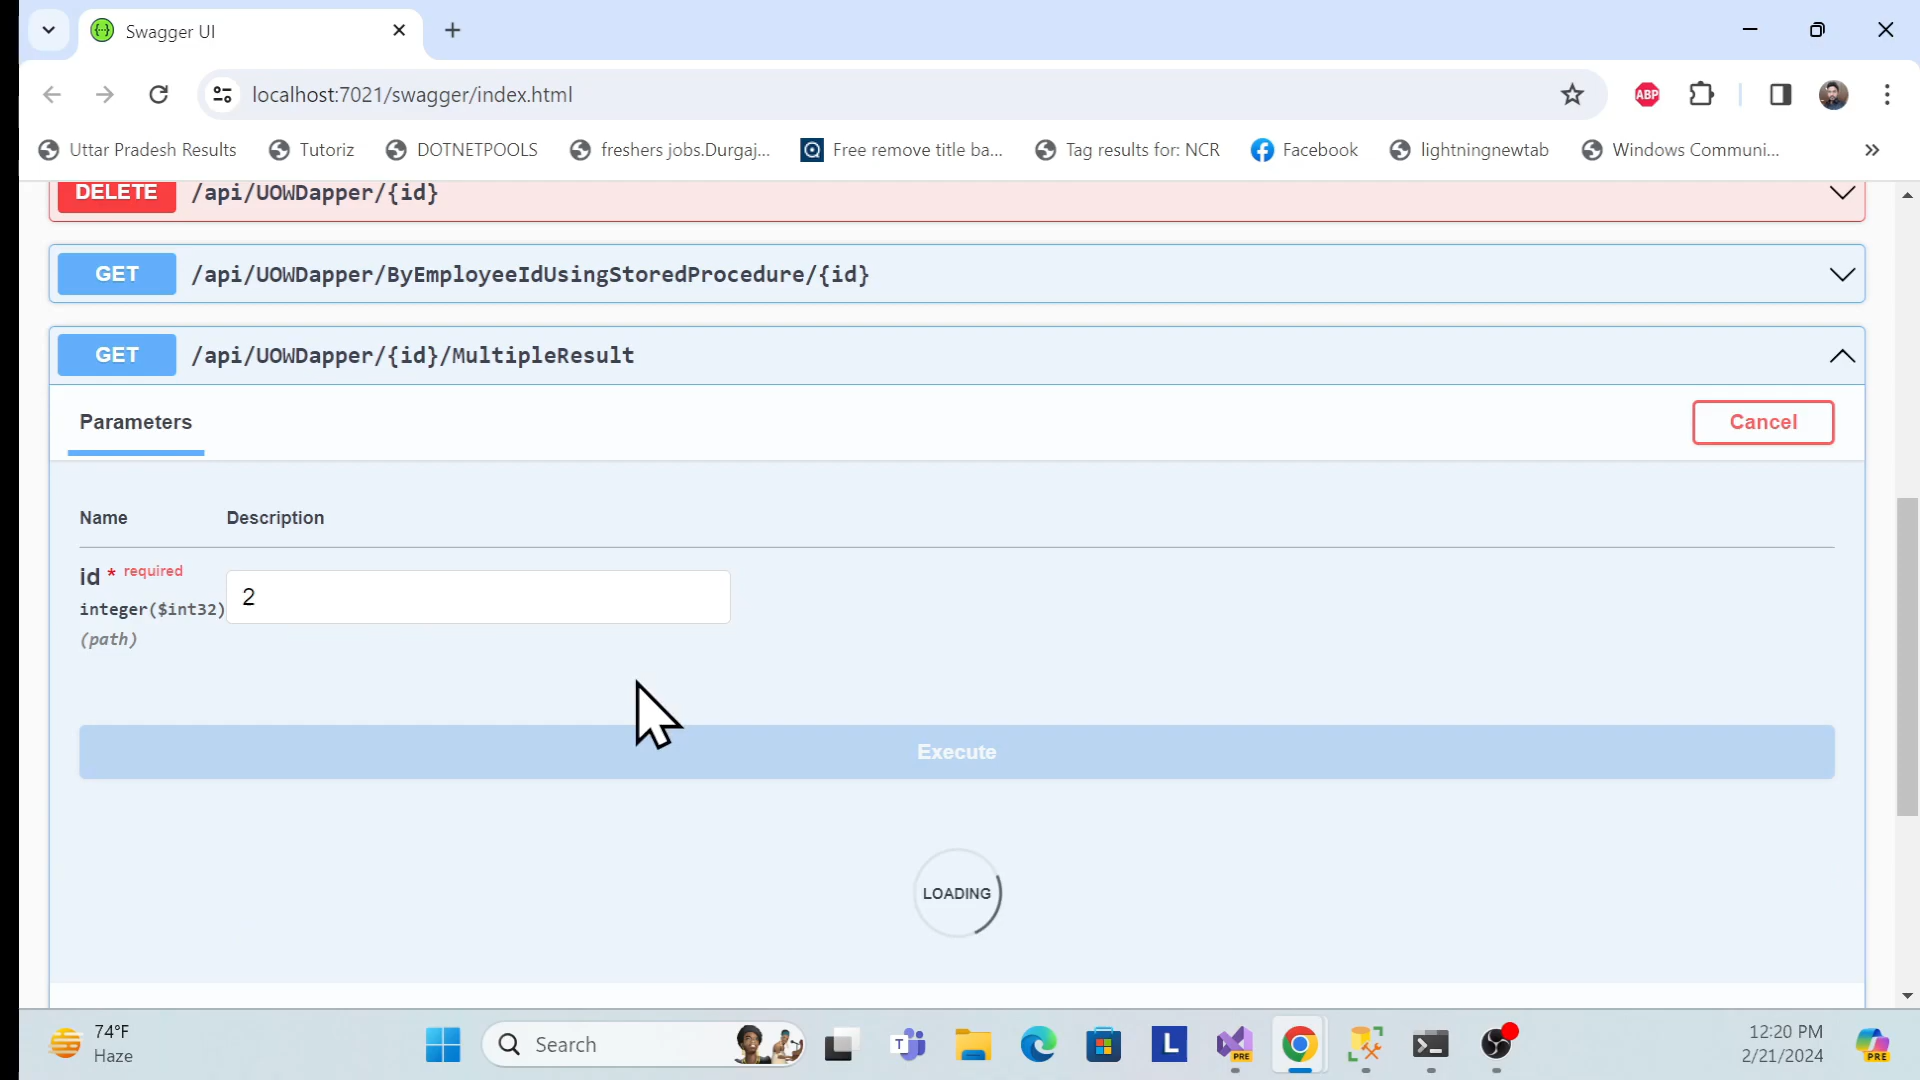 Swagger UI
localhost:7021/swagger/index.html
ABP
Uttar Pradesh Results
Tutoriz
DOTNETPOOLS
freshers jobs.Durgaj...
Free remove title ba...
Tag results for: NCR
Facebook
lightningnewtab
Windows Communi...
DELETE /api/UOWDapper/{id}
GET /api/UOWDapper/ByEmployeeIdUsingStoredProcedure/{id}
GET /api/UOWDapper/{id}/MultipleResult
Parameters
Cancel
Name Description
id * required
integer($int32)
(path)
2
Execute
LOADING
74°F
Haze
Search
T
L
PRE
12:20 PM
2/21/2024
PRE